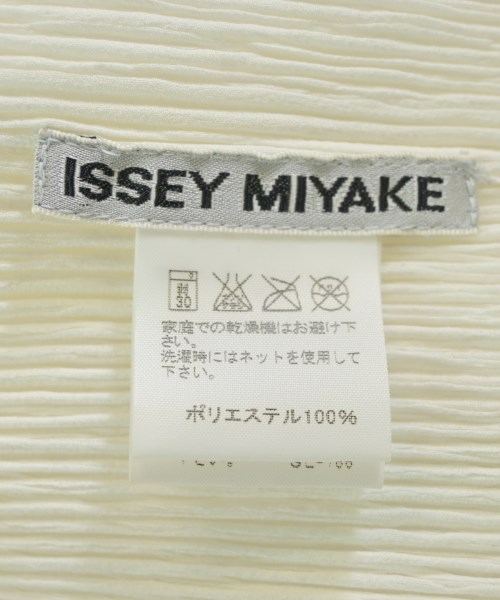 ISSEY MIYAKE
弱
30
家庭での乾燥機はお避け下
さい。
洗濯時にはネットを使用して
下さい。
ポリエステル100%